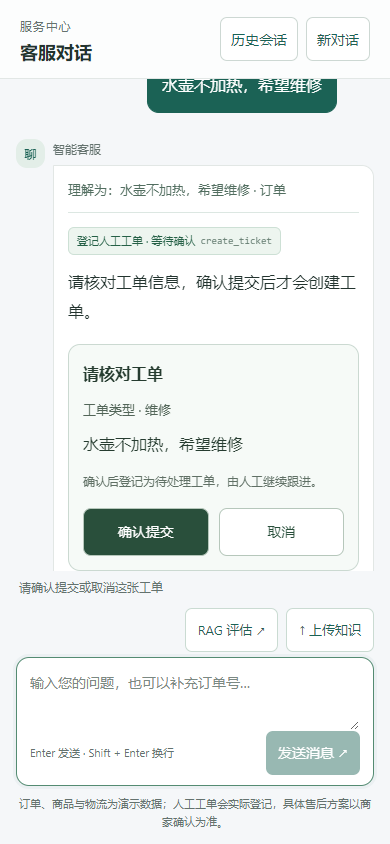 服务中心
客服对话
历史会话
新对话
水壶不加热，希望维修
聊
智能客服
理解为：水壶不加热，希望维修 · 订单
登记人工工单 · 等待确认 create_ticket
请核对工单信息，确认提交后才会创建工
单。
请核对工单
工单类型 · 维修
水壶不加热，希望维修
确认后登记为待处理工单，由人工继续跟进。
确认提交
取消
请确认提交或取消这张工单
RAG 评估 ↗
↑ 上传知识
输入您的问题，也可以补充订单号...
Enter 发送 · Shift + Enter 换行
发送消息 ↗
订单、商品与物流为演示数据；人工工单会实际登记，具体售后方案以商
家确认为准。